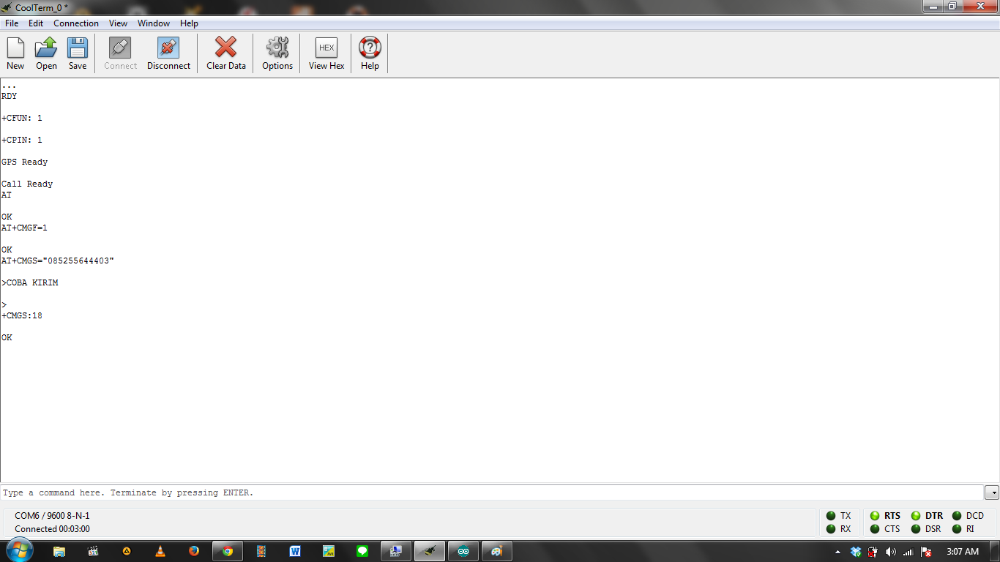 CoolTerm_0 *
File Edit Connection View Window Help
HEX
New Open Save Connect Disconnect Clear Data Options View Hex Help
...
RDY
+CFUN: 1
+CPIN: 1
GPS Ready
Call Ready
AT
OK
AT+CMGF=1
OK
AT+CMGS="085255644403"
>COBA KIRIM
>
+CMGS:18
OK
Type a command here. Terminate by pressing ENTER.
COM6 / 9600 8-N-1
Connected 00:03:00
TX RTS DTR DCD
RX CTS DSR RI
3:07 AM